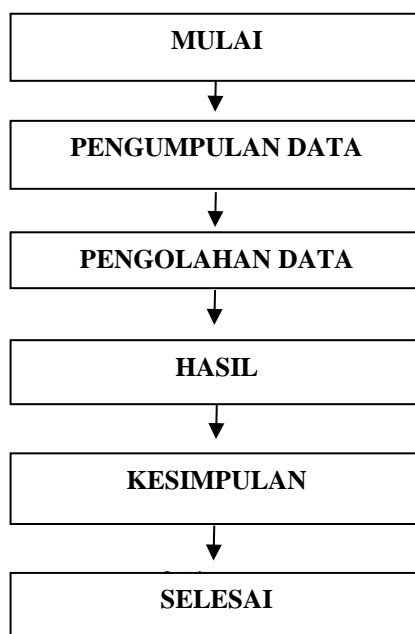 MULAI
PENGUMPULAN DATA
PENGOLAHAN DATA
HASIL
KESIMPULAN
SELESAI